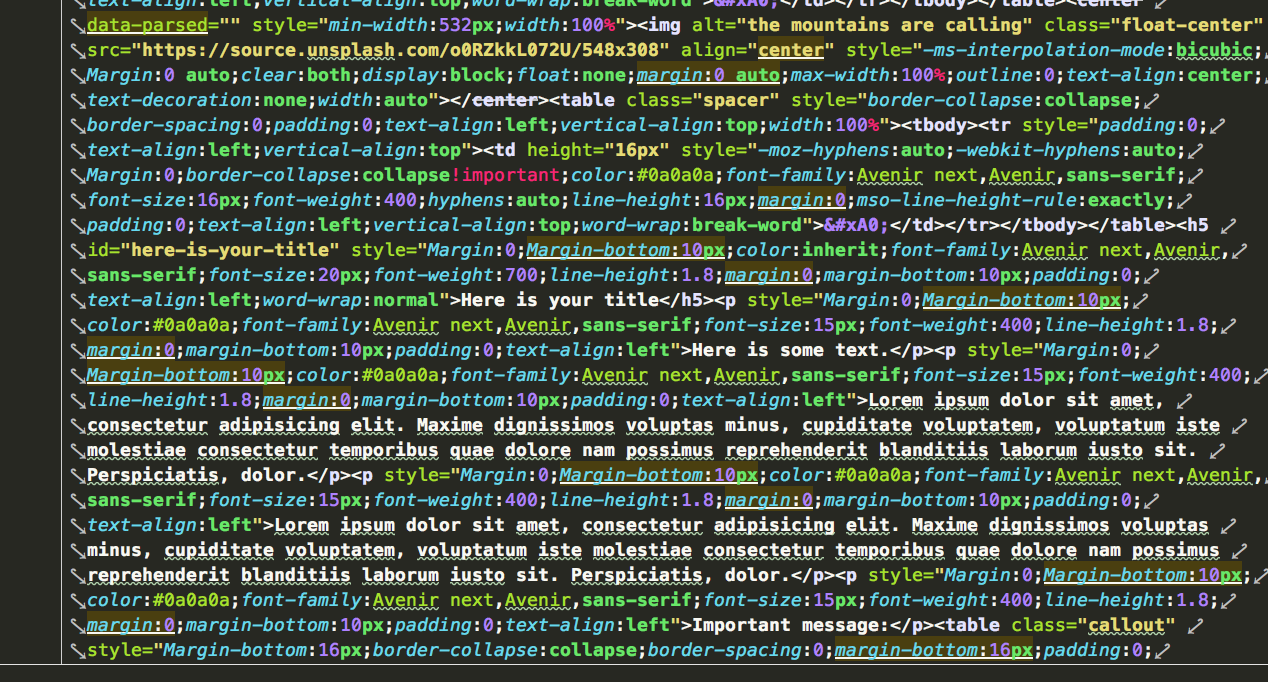 text-align:left;vertical-align:top;word-wrap:break-word">&#xA0;</td></tr></tbody></table><center
data-parsed="" style="min-width:532px;width:100%"><img alt="the mountains are calling" class="float-center"
src="https://source.unsplash.com/o0RZkkL072U/548x308" align="center" style="-ms-interpolation-mode:bicubic;
Margin:0 auto;clear:both;display:block;float:none;margin:0 auto;max-width:100%;outline:0;text-align:center;
text-decoration:none;width:auto"></center><table class="spacer" style="border-collapse:collapse;
border-spacing:0;padding:0;text-align:left;vertical-align:top;width:100%"><tbody><tr style="padding:0;
text-align:left;vertical-align:top"><td height="16px" style="-moz-hyphens:auto;-webkit-hyphens:auto;
Margin:0;border-collapse:collapse!important;color:#0a0a0a;font-family:Avenir next,Avenir,sans-serif;
font-size:16px;font-weight:400;hyphens:auto;line-height:16px;margin:0;mso-line-height-rule:exactly;
padding:0;text-align:left;vertical-align:top;word-wrap:break-word">&#xA0;</td></tr></tbody></table><h5
id="here-is-your-title" style="Margin:0;Margin-bottom:10px;color:inherit;font-family:Avenir next,Avenir,
sans-serif;font-size:20px;font-weight:700;line-height:1.8;margin:0;margin-bottom:10px;padding:0;
text-align:left;word-wrap:normal">Here is your title</h5><p style="Margin:0;Margin-bottom:10px;
color:#0a0a0a;font-family:Avenir next,Avenir,sans-serif;font-size:15px;font-weight:400;line-height:1.8;
margin:0;margin-bottom:10px;padding:0;text-align:left">Here is some text.</p><p style="Margin:0;
Margin-bottom:10px;color:#0a0a0a;font-family:Avenir next,Avenir,sans-serif;font-size:15px;font-weight:400;
line-height:1.8;margin:0;margin-bottom:10px;padding:0;text-align:left">Lorem ipsum dolor sit amet,
consectetur adipisicing elit. Maxime dignissimos voluptas minus, cupiditate voluptatem, voluptatum iste
molestiae consectetur temporibus quae dolore nam possimus reprehenderit blanditiis laborum iusto sit.
Perspiciatis, dolor.</p><p style="Margin:0;Margin-bottom:10px;color:#0a0a0a;font-family:Avenir next,Avenir,
sans-serif;font-size:15px;font-weight:400;line-height:1.8;margin:0;margin-bottom:10px;padding:0;
text-align:left">Lorem ipsum dolor sit amet, consectetur adipisicing elit. Maxime dignissimos voluptas
minus, cupiditate voluptatem, voluptatum iste molestiae consectetur temporibus quae dolore nam possimus
reprehenderit blanditiis laborum iusto sit. Perspiciatis, dolor.</p><p style="Margin:0;Margin-bottom:10px;
color:#0a0a0a;font-family:Avenir next,Avenir,sans-serif;font-size:15px;font-weight:400;line-height:1.8;
margin:0;margin-bottom:10px;padding:0;text-align:left">Important message:</p><table class="callout"
style="Margin-bottom:16px;border-collapse:collapse;border-spacing:0;margin-bottom:16px;padding:0;